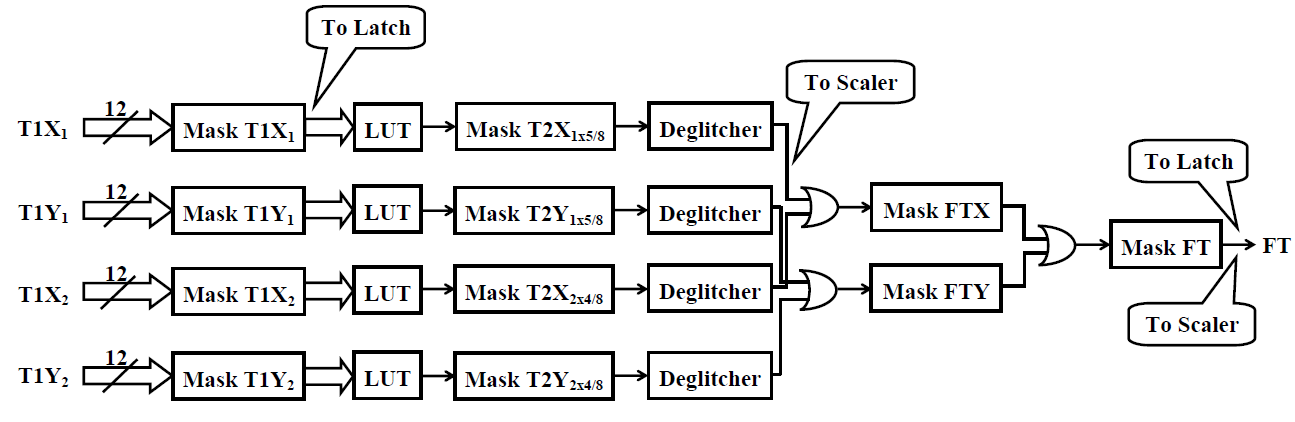 To Latch
To Scaler
T1X₁ 12 Mask T1X₁ LUT Mask T2X₁ₓ₅/₈ Deglitcher
To Latch
T1Y₁ 12 Mask T1Y₁ LUT Mask T2Y₁ₓ₅/₈ Deglitcher Mask FTX
Mask FT FT
T1X₂ 12 Mask T1X₂ LUT Mask T2X₂ₓ₄/₈ Deglitcher Mask FTY
To Scaler
T1Y₂ 12 Mask T1Y₂ LUT Mask T2Y₂ₓ₄/₈ Deglitcher